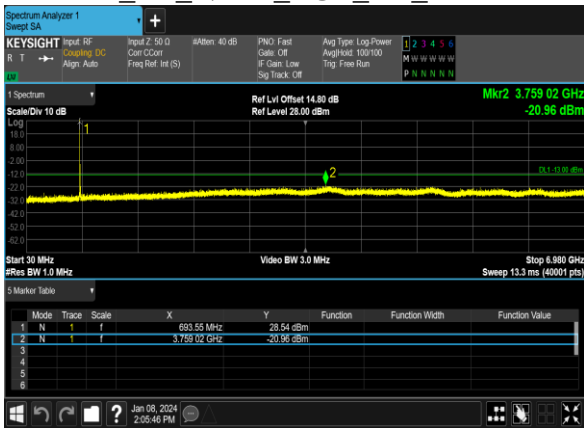 Spectrum Analyzer 1
Swept SA
KEYSIGHT Input: RF Input Z: 50 Ω #Atten: 40 dB PNO: Fast Avg Type: Log-Power 1 2 3 4 5 6
R T Coupling: DC Corr CCorr Gate: Off Avg|Hold: 100/100 M W W W W W
Align: Auto Freq Ref: Int (S) IF Gain: Low Trig: Free Run
LV Sig Track: Off P N N N N N
1 Spectrum Ref Lvl Offset 14.80 dB Mkr2 3.759 02 GHz
Scale/Div 10 dB Ref Level 28.00 dBm -20.96 dBm
Log
18.0
8.00
-2.00
-12.0
-22.0
-32.0
-42.0
-52.0
-62.0
1
2
DL1 -13.00 dBm
Start 30 MHz Video BW 3.0 MHz Stop 6.980 GHz
#Res BW 1.0 MHz Sweep 13.3 ms (40001 pts)
5 Marker Table
Mode Trace Scale X Y Function Function Width Function Value
1 N 1 f 693.55 MHz 28.54 dBm
2 N 1 f 3.759 02 GHz -20.96 dBm
3
4
5
6
? Jan 08, 2024
2:05:46 PM